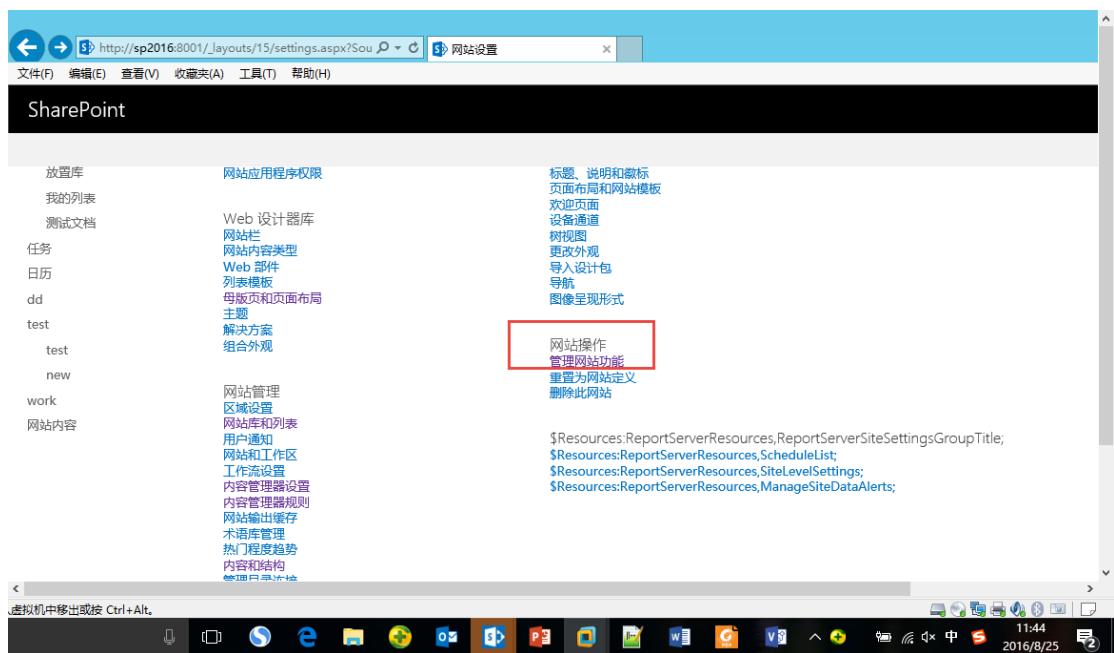 http://sp2016:8001/_layouts/15/settings.aspx?Sou
网站设置
文件(F) 编辑(E) 查看(V) 收藏夹(A) 工具(T) 帮助(H)
SharePoint
放置库
我的列表
测试文档
任务
日历
dd
test
test
new
work
网站内容
网站应用程序权限
Web 设计器库
网站栏
网站内容类型
Web 部件
列表模板
母版页和页面布局
主题
解决方案
组合外观
网站管理
区域设置
网站库和列表
用户通知
网站和工作区
工作流设置
内容管理器设置
内容管理器规则
网站输出缓存
术语库管理
热门程度趋势
内容和结构
管理目录连接
标题、说明和徽标
页面布局和网站模板
欢迎页面
设备通道
树视图
更改外观
导入设计包
导航
图像呈现形式
网站操作
管理网站功能
重置为网站定义
删除此网站
$Resources:ReportServerResources,ReportServerSiteSettingsGroupTitle;
$Resources:ReportServerResources,ScheduleList;
$Resources:ReportServerResources,SiteLevelSettings;
$Resources:ReportServerResources,ManageSiteDataAlerts;
虚拟机中移出或按 Ctrl+Alt。
中
11:44
2016/8/25
2